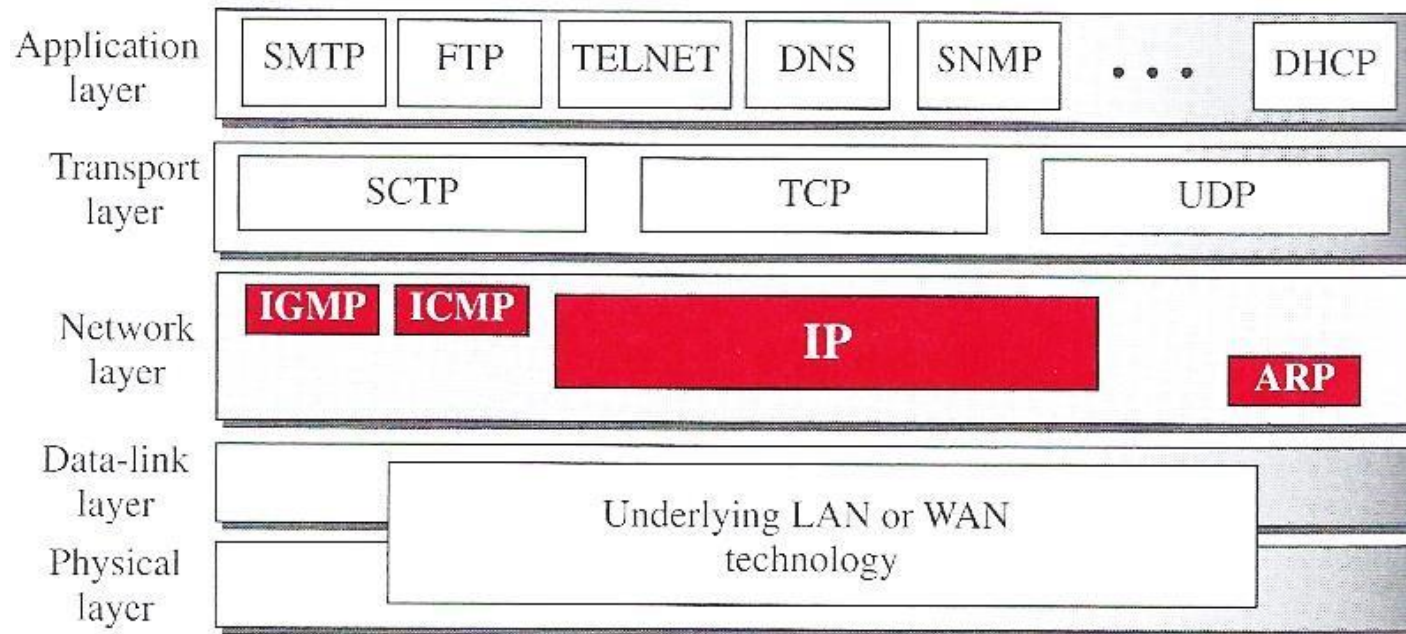 Application
layer
SMTP FTP TELNET DNS SNMP • • • DHCP
Transport
layer
SCTP TCP UDP
Network
layer
IGMP ICMP IP ARP
Data-link
layer
Physical
layer
Underlying LAN or WAN
technology